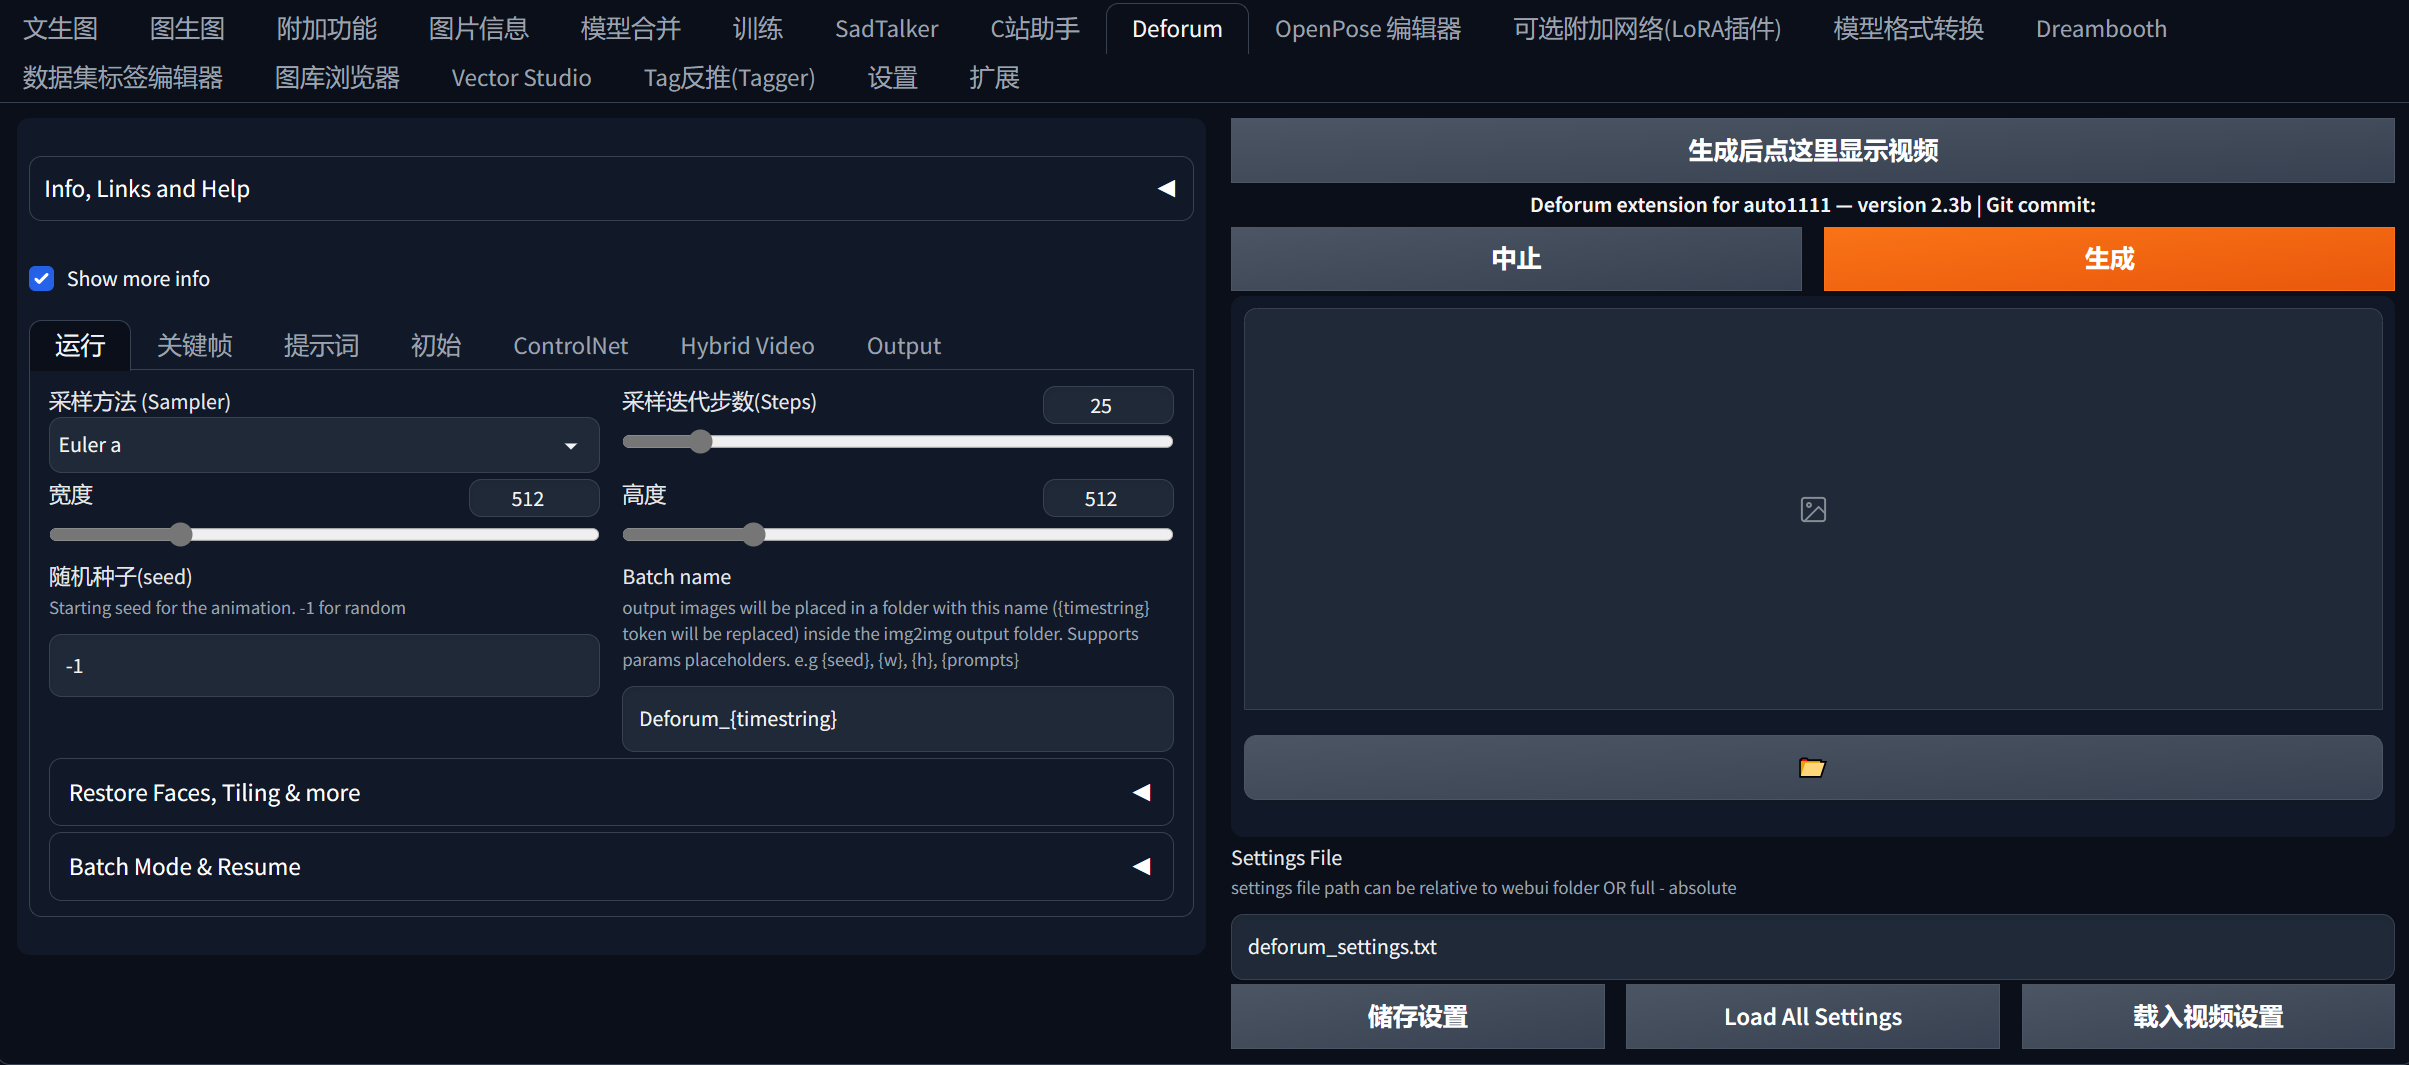 文生图 图生图 附加功能 图片信息 模型合并 训练 SadTalker C站助手 Deforum OpenPose 编辑器 可选附加网络(LoRA插件) 模型格式转换 Dreambooth
数据集标签编辑器 图库浏览器 Vector Studio Tag反推(Tagger) 设置 扩展
Info, Links and Help
Show more info
运行 关键帧 提示词 初始 ControlNet Hybrid Video Output
采样方法 (Sampler)
Euler a
采样迭代步数(Steps)
25
宽度
512
高度
512
随机种子(seed)
Starting seed for the animation. -1 for random
-1
Batch name
output images will be placed in a folder with this name ({timestring}
token will be replaced) inside the img2img output folder. Supports
params placeholders. e.g {seed}, {w}, {h}, {prompts}
Deforum_{timestring}
Restore Faces, Tiling & more
Batch Mode & Resume
生成后点这里显示视频
Deforum extension for auto1111 — version 2.3b | Git commit:
中止
生成
Settings File
settings file path can be relative to webui folder OR full - absolute
deforum_settings.txt
储存设置
Load All Settings
载入视频设置